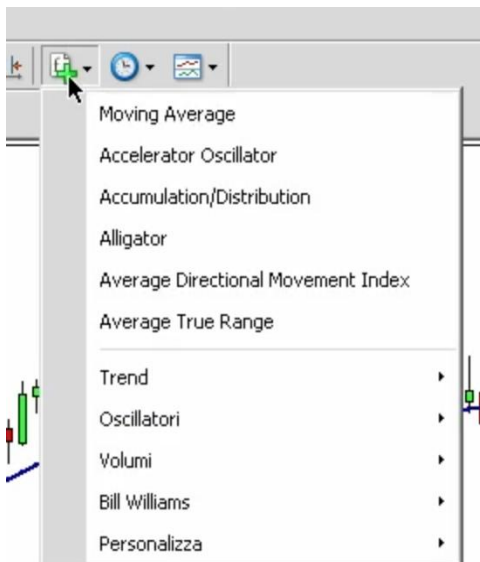 Moving Average
Accelerator Oscillator
Accumulation/Distribution
Alligator
Average Directional Movement Index
Average True Range
Trend
Oscillatori
Volumi
Bill Williams
Personalizza